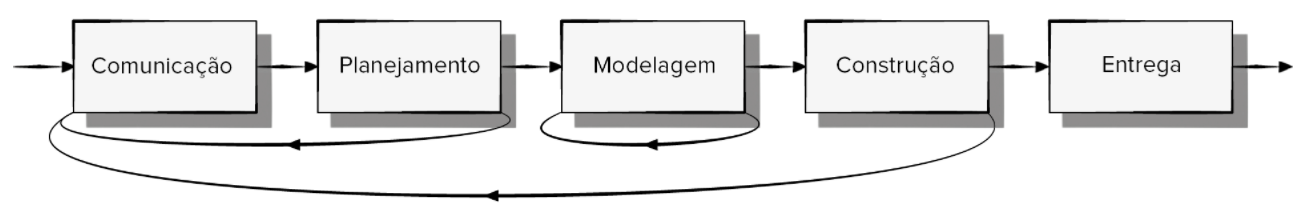 Comunicação
Planejamento
Modelagem
Construção
Entrega